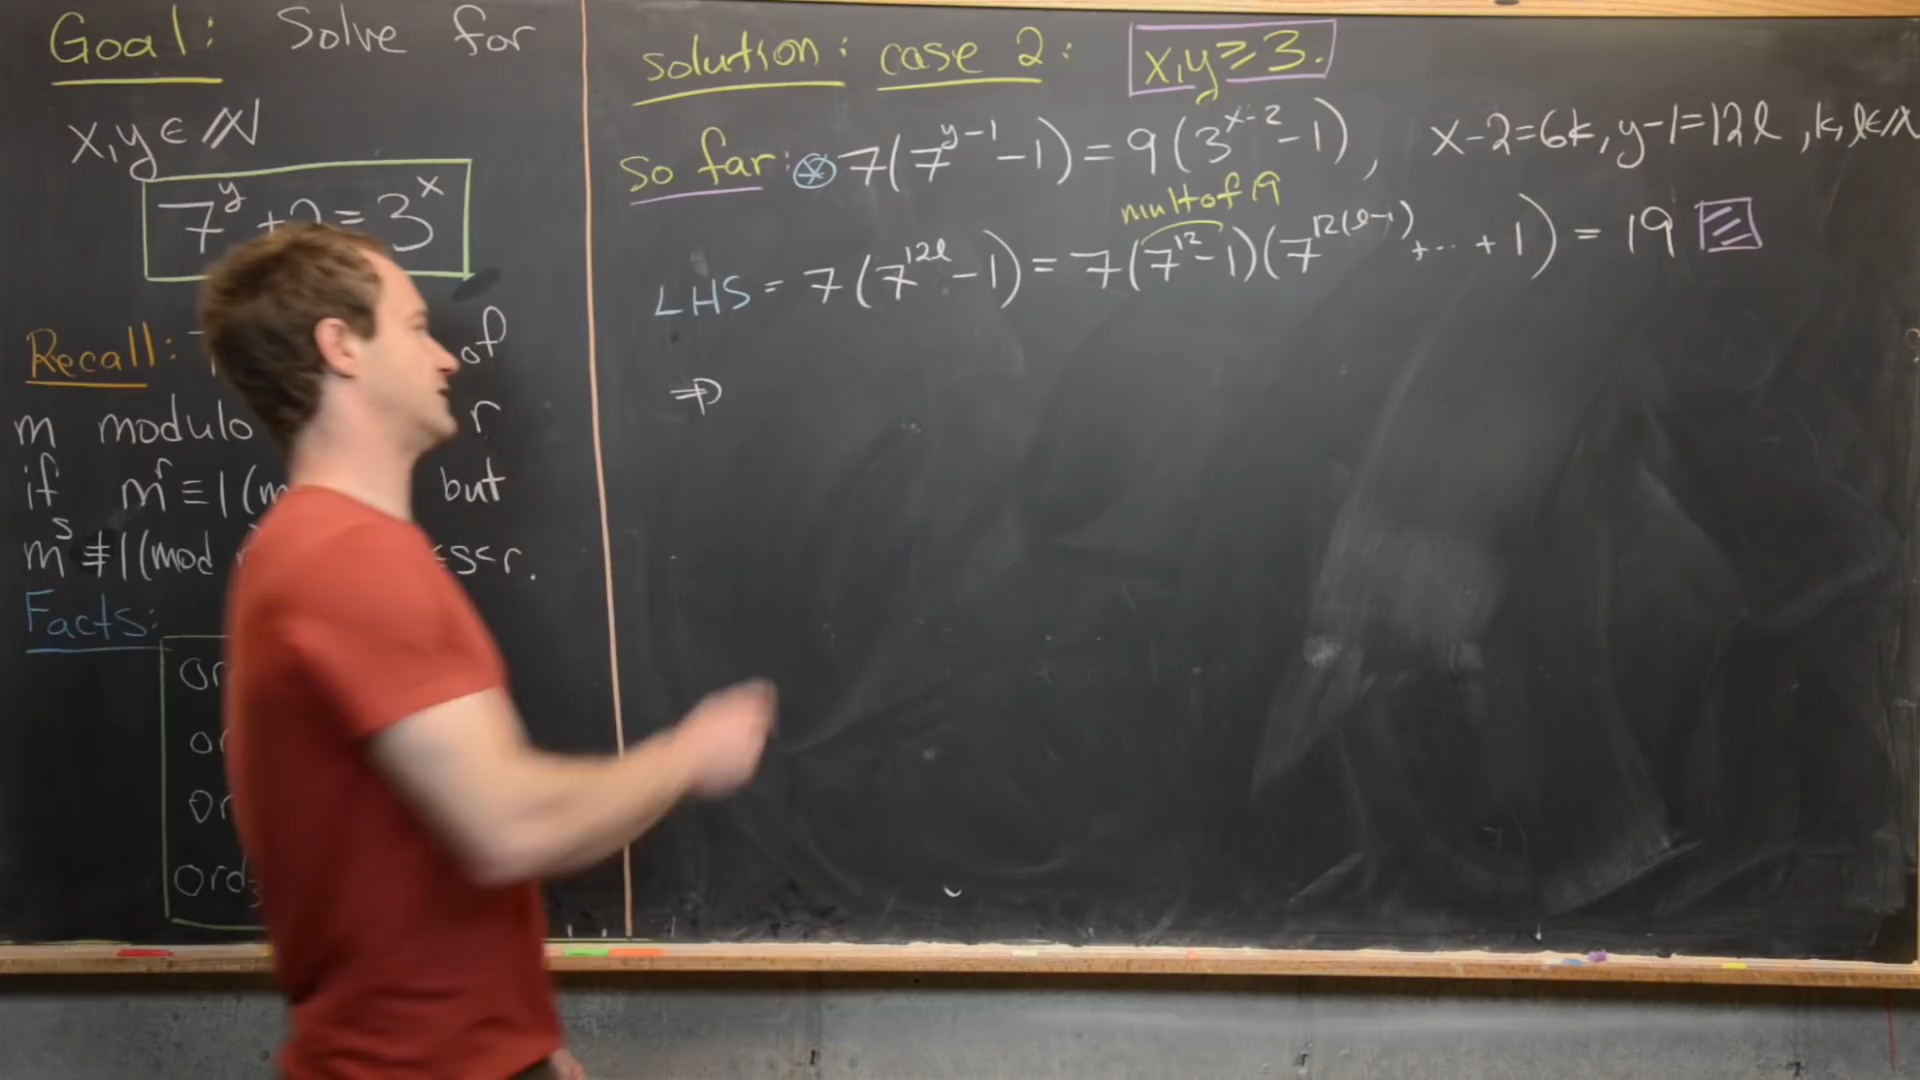 Goal: Solve for
x,y ∈ ℕ
7^y +2 = 3^x
Recall: of
m modulo r
if m^r ≡ 1 (m but
m^s ≢ 1 (mod s<r.
Facts:
or
or
or
ord₃
solution: case 2: x,y ≥ 3.
So far: ⊛ 7(7^{y-1} - 1) = 9(3^{x-2} - 1), x-2=6k, y-1=12ℓ, k,ℓ∈ℕ
mult of 19
LHS = 7(7^{12ℓ} - 1) = 7(7^{12} - 1)(7^{12(ℓ-1)} + ... + 1) = 19
⇒